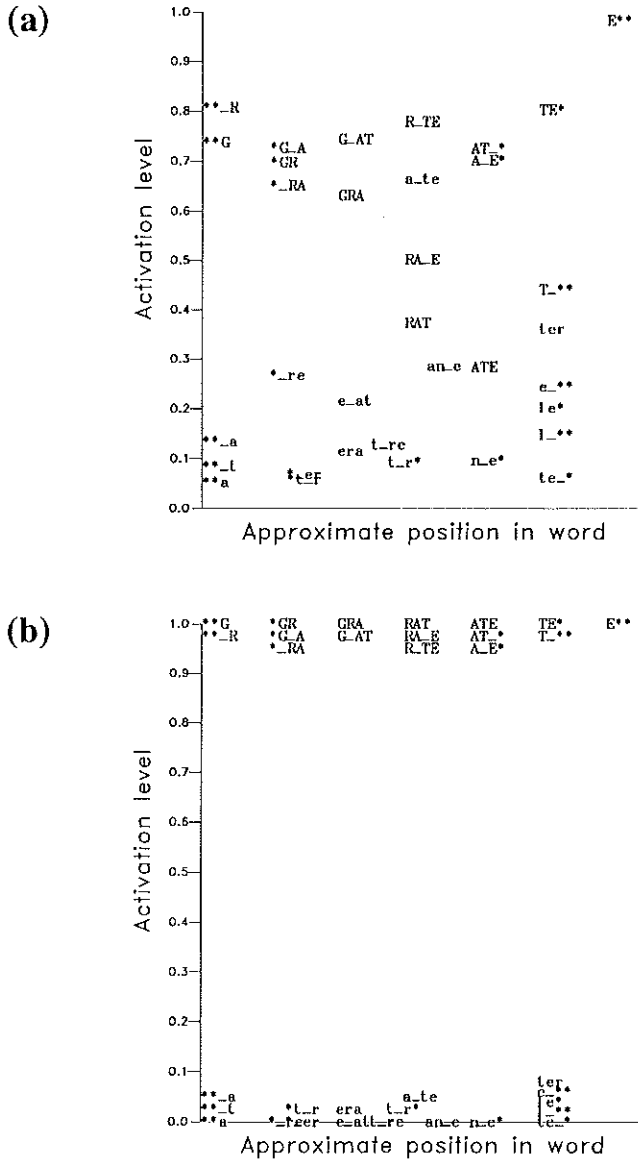 (a)
1.0
E**
0.9
**_R
TE*
0.8
R_TE
**G
G_AT
*G_A
AT_*
0.7
*GR
A_E*
*_RA
a_te
GRA
0.6
0.5
RA_E
T_**
0.4
RAT
ter
0.3
an_e ATE
*_re
e_**
e_at
0.2
le*
**_a
l_**
t_re
era
0.1
**_t
t_r*
n_e*
**a
*t_r
te_*
0.0
Activation level
Approximate position in word
(b)
1.0
**G *GR GRA RAT ATE TE* E**
**_R *G_A G_AT RA_E AT_* T_**
*_RA R_TE A_E*
0.9
0.8
0.7
0.6
0.5
0.4
0.3
0.2
0.1
ter
**_a a_te
**_t *t_r era t_r*
0.0
**a e_at t_re an_e n_e* te_*
Activation level
Approximate position in word